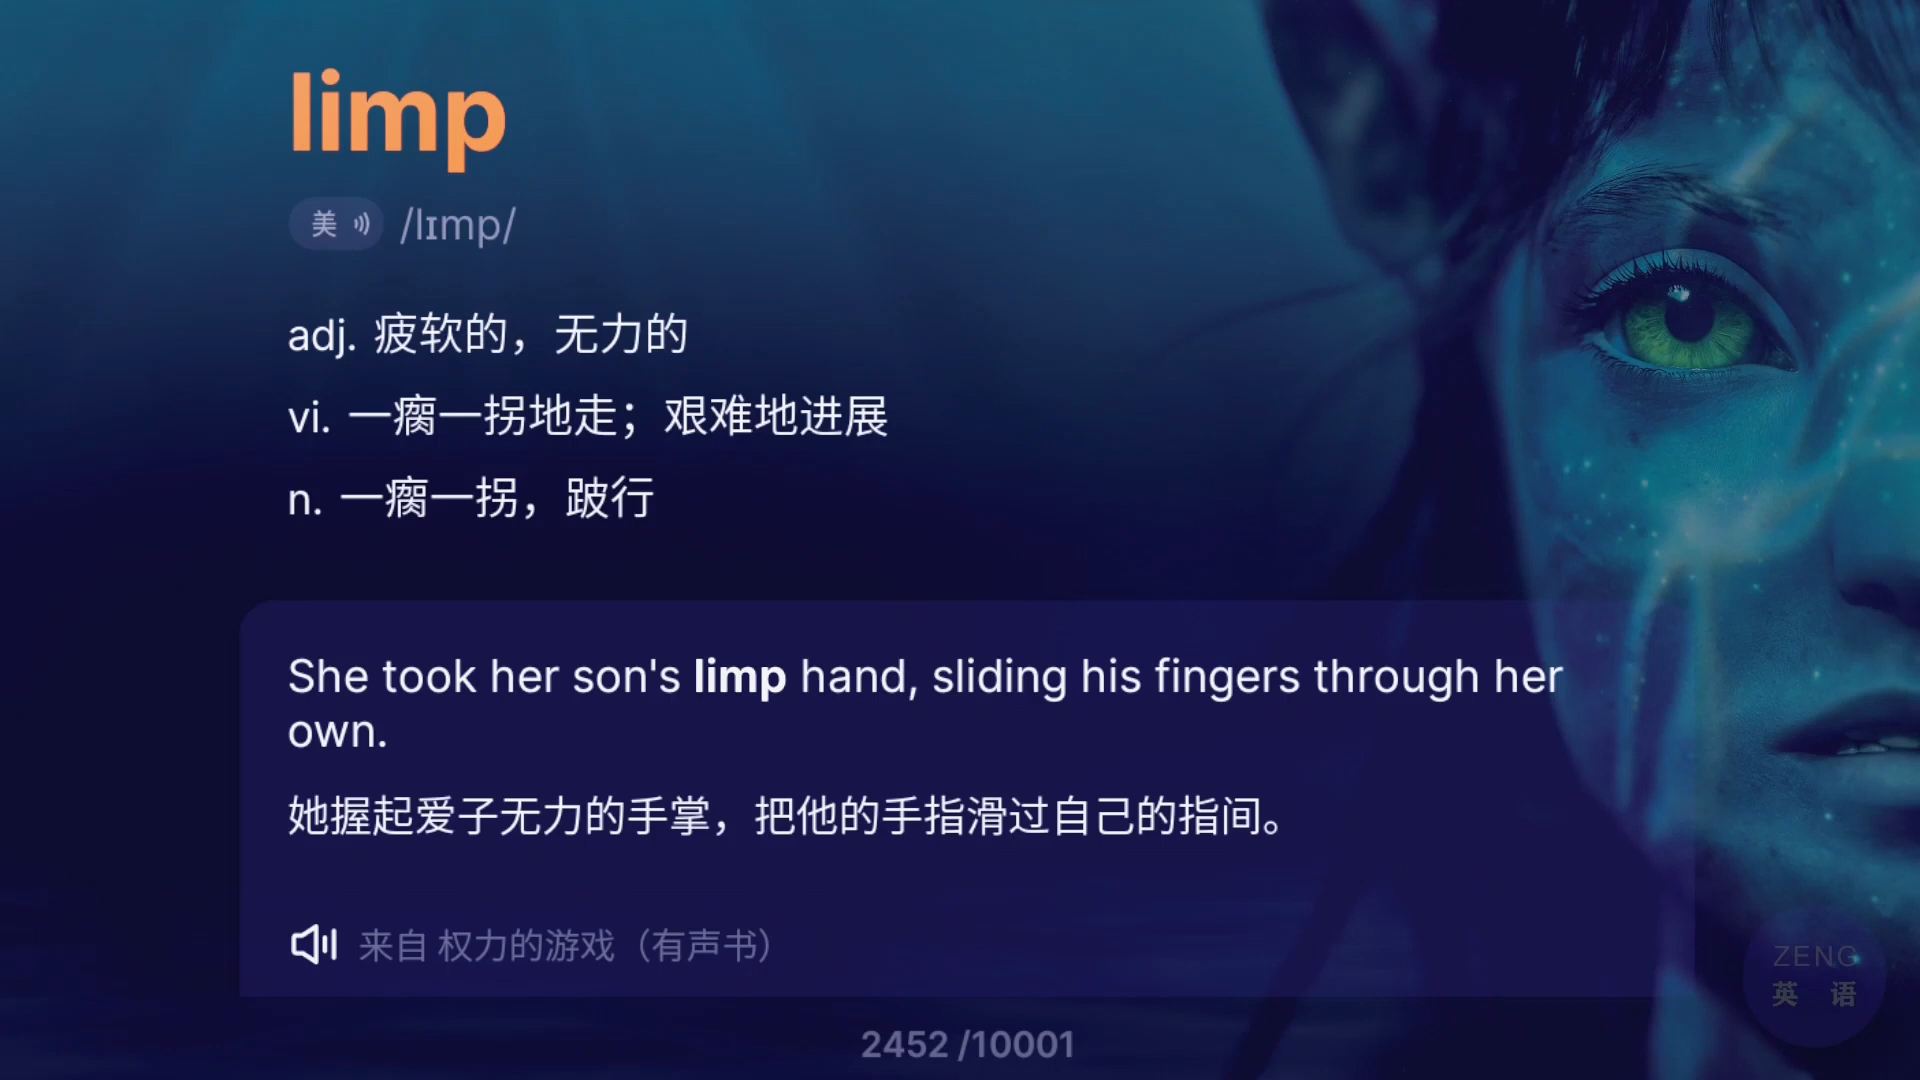 limp
美 /lɪmp/
adj. 疲软的，无力的
vi. 一瘸一拐地走；艰难地进展
n. 一瘸一拐，跛行
She took her son's limp hand, sliding his fingers through her
own.
她握起爱子无力的手掌，把他的手指滑过自己的指间。
来自 权力的游戏（有声书）
ZENG
英 语
2452 /10001